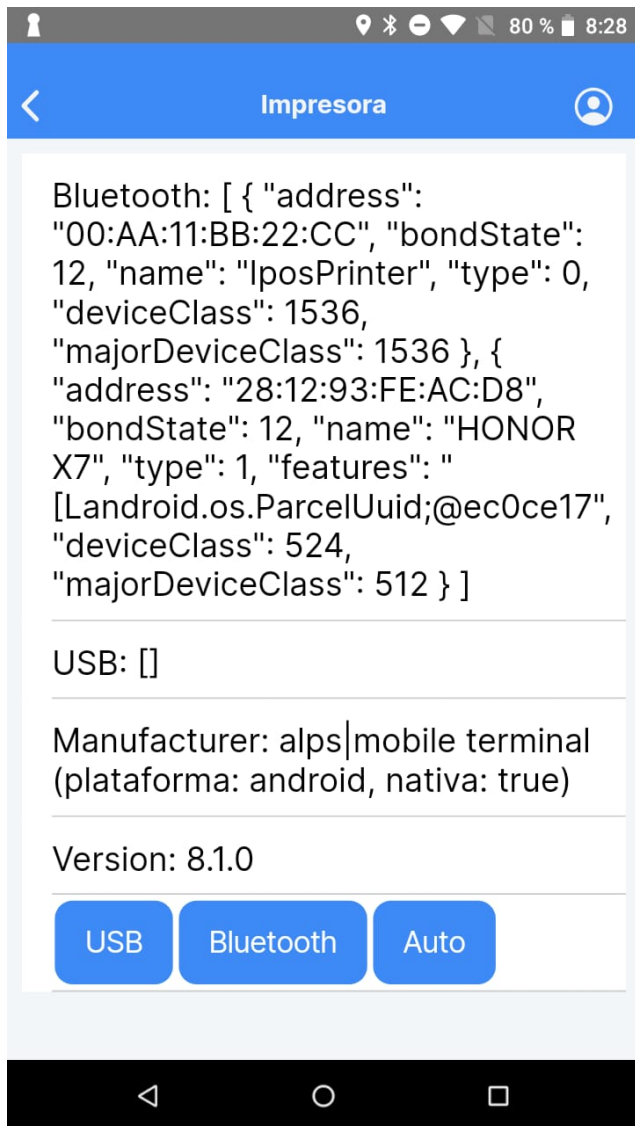 80 % 8:28
Impresora
Bluetooth: [ { "address":
"00:AA:11:BB:22:CC", "bondState":
12, "name": "IposPrinter", "type": 0,
"deviceClass": 1536,
"majorDeviceClass": 1536 }, {
"address": "28:12:93:FE:AC:D8",
"bondState": 12, "name": "HONOR
X7", "type": 1, "features": "
[Landroid.os.ParcelUuid;@ec0ce17",
"deviceClass": 524,
"majorDeviceClass": 512 } ]
USB: []
Manufacturer: alps|mobile terminal
(plataforma: android, nativa: true)
Version: 8.1.0
USB Bluetooth Auto